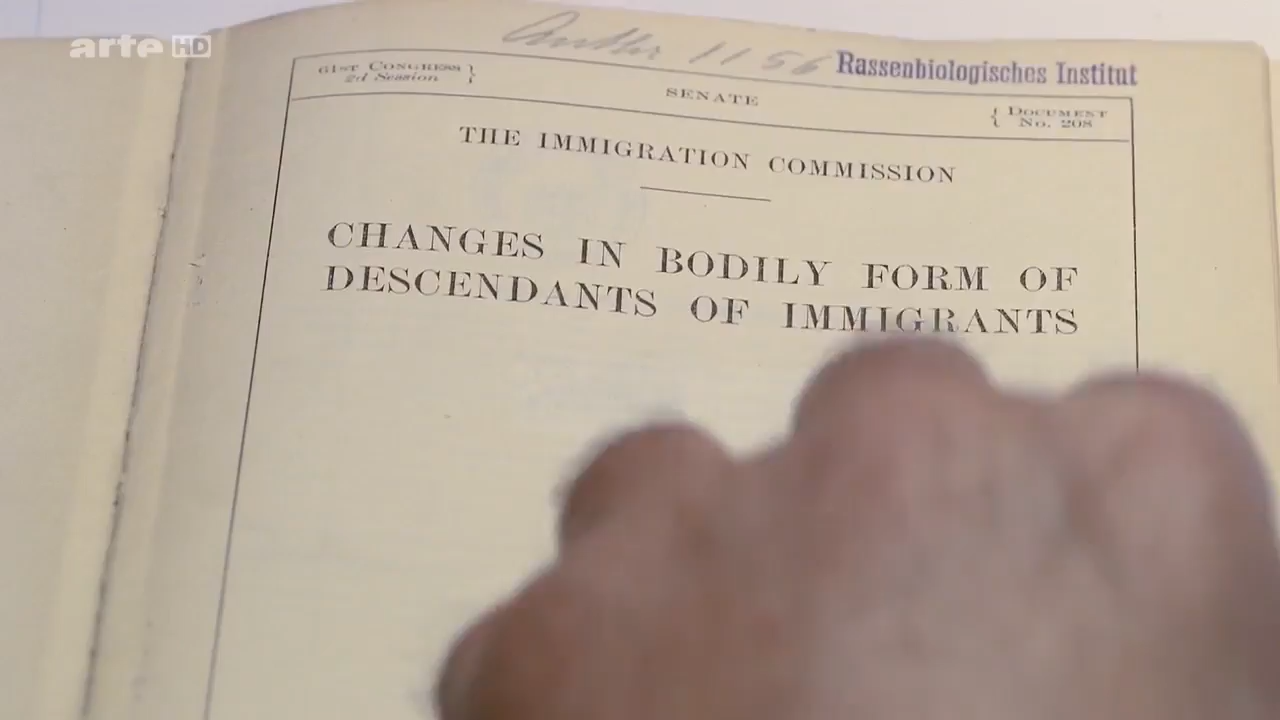 arte HD
Anthr 1156
Rassenbiologisches Institut
61st Congress }
2d Session
SENATE
{ Document
No. 208
THE IMMIGRATION COMMISSION
CHANGES IN BODILY FORM OF
DESCENDANTS OF IMMIGRANTS